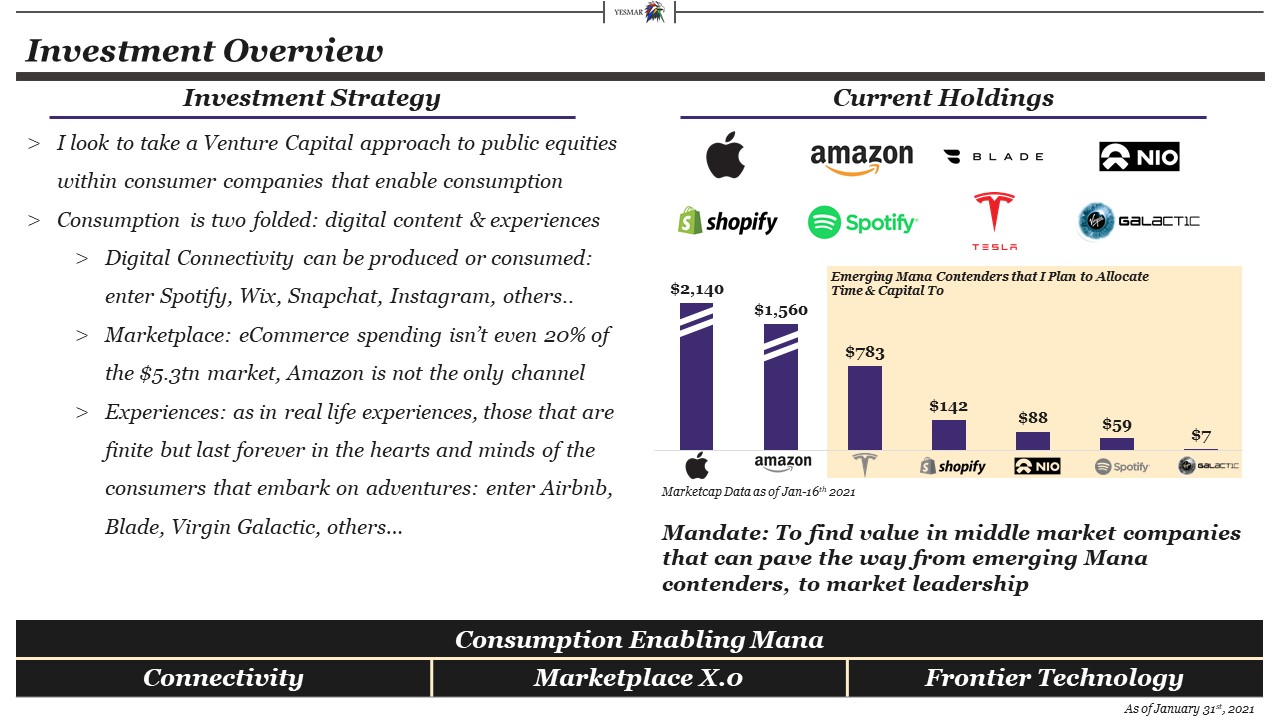 YESMAR
Investment Overview
Investment Strategy
> I look to take a Venture Capital approach to public equities
within consumer companies that enable consumption
> Consumption is two folded: digital content & experiences
> Digital Connectivity can be produced or consumed:
enter Spotify, Wix, Snapchat, Instagram, others..
> Marketplace: eCommerce spending isn’t even 20% of
the $5.3tn market, Amazon is not the only channel
> Experiences: as in real life experiences, those that are
finite but last forever in the hearts and minds of the
consumers that embark on adventures: enter Airbnb,
Blade, Virgin Galactic, others…
Current Holdings
amazon BLADE NIO
shopify Spotify TESLA Virgin GALACTIC
Emerging Mana Contenders that I Plan to Allocate
Time & Capital To
$2,140
$1,560
$783
$142
$88
$59
$7
amazon shopify NIO Spotify GALACTIC
Marketcap Data as of Jan-16th 2021
Mandate: To find value in middle market companies
that can pave the way from emerging Mana
contenders, to market leadership
Consumption Enabling Mana
Connectivity
Marketplace X.0
Frontier Technology
As of January 31st, 2021